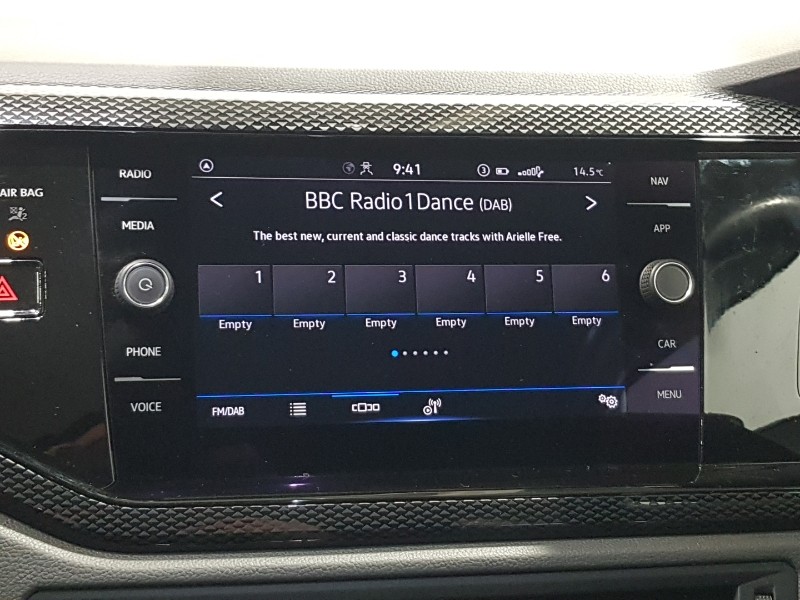 RADIO
9:41
3
14.5°C
NAV
AIR BAG
2
BBC Radio1Dance (DAB)
MEDIA
APP
The best new, current and classic dance tracks with Arielle Free.
1 2 3 4 5 6
Empty Empty Empty Empty Empty Empty
PHONE
CAR
VOICE
FM/DAB
MENU